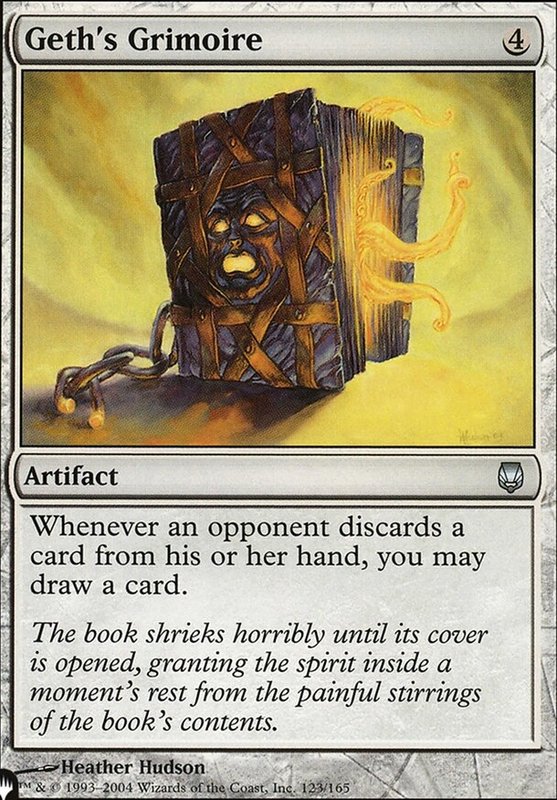 Geth's Grimoire 4
Artifact
Whenever an opponent discards a
card from his or her hand, you may
draw a card.
The book shrieks horribly until its cover
is opened, granting the spirit inside a
moment's rest from the painful stirrings
of the book's contents.
Heather Hudson
™ & © 1993–2004 Wizards of the Coast, Inc. 123/165